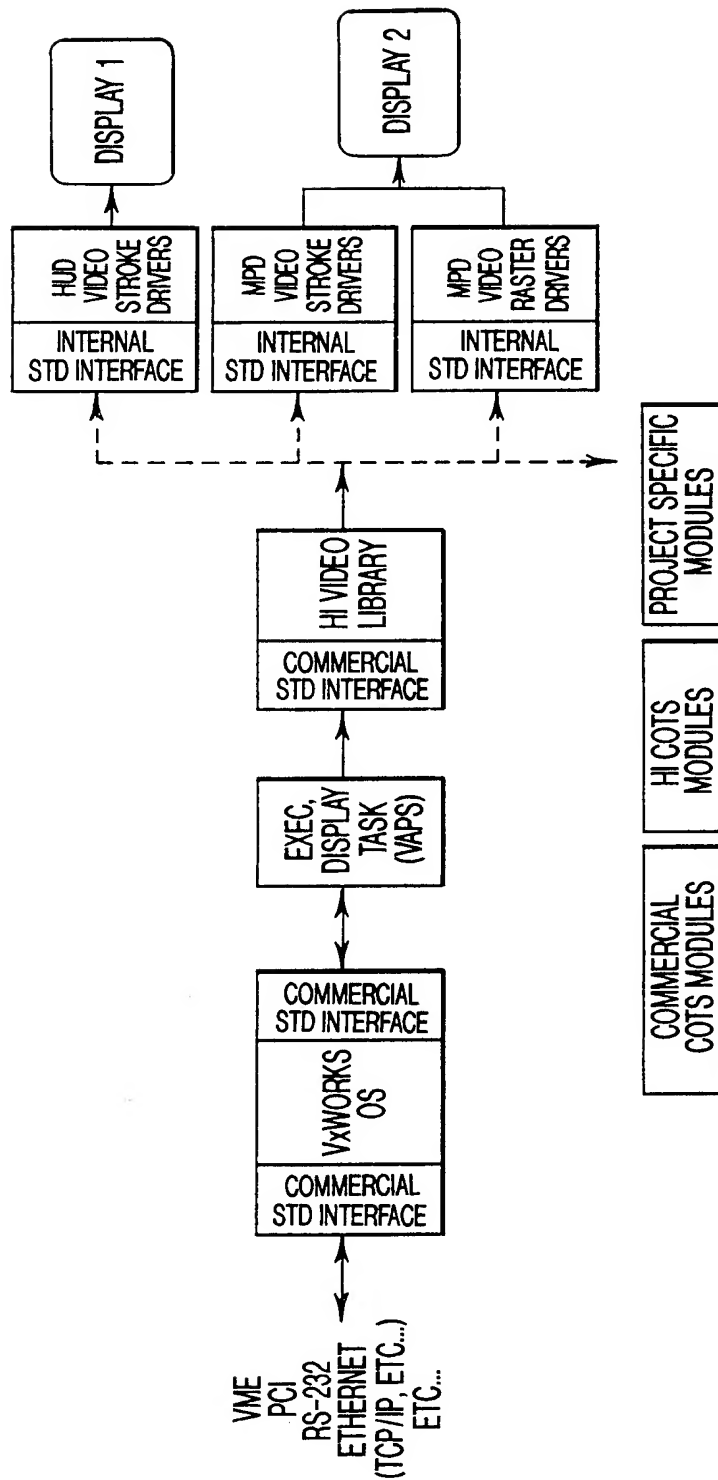 VME
PCI
RS-232
ETHERNET
(TCP/IP, ETC...)
ETC...
COMMERCIAL
STD INTERFACE
VxWORKS
OS
COMMERCIAL
STD INTERFACE
EXEC,
DISPLAY
TASK
(VAPS)
COMMERCIAL
STD INTERFACE
HI VIDEO
LIBRARY
INTERNAL
STD INTERFACE
HUD
VIDEO
STROKE
DRIVERS
DISPLAY 1
INTERNAL
STD INTERFACE
MPD
VIDEO
STROKE
DRIVERS
INTERNAL
STD INTERFACE
MPD
VIDEO
RASTER
DRIVERS
DISPLAY 2
COMMERCIAL
COTS MODULES
HI COTS
MODULES
PROJECT SPECIFIC
MODULES